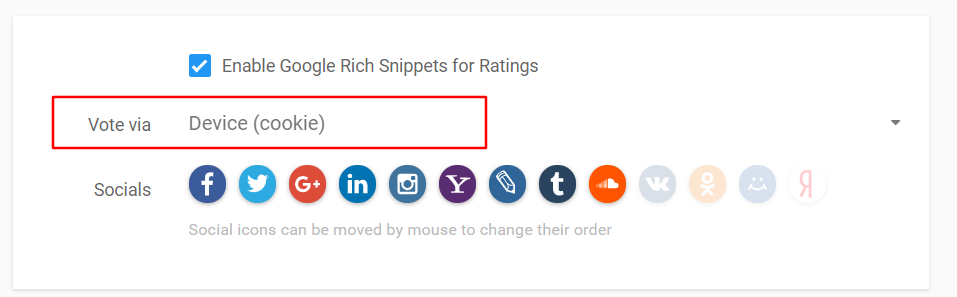 Enable Google Rich Snippets for Ratings
Vote via Device (cookie)
Socials
Social icons can be moved by mouse to change their order